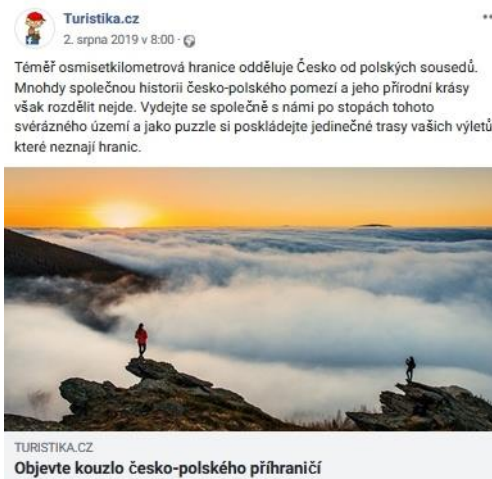 Turistika.cz
2. srpna 2019 v 8:00 ·
Téměř osmisetkilometrová hranice odděluje Česko od polských sousedů.
Mnohdy společnou historii česko-polského pomezí a jeho přírodní krásy
však rozdělit nejde. Vydejte se společně s námi po stopách tohoto
svérázného území a jako puzzle si poskládejte jedinečné trasy vašich výletů
které neznají hranic.
TURISTIKA.CZ
Objevte kouzlo česko-polského příhraničí